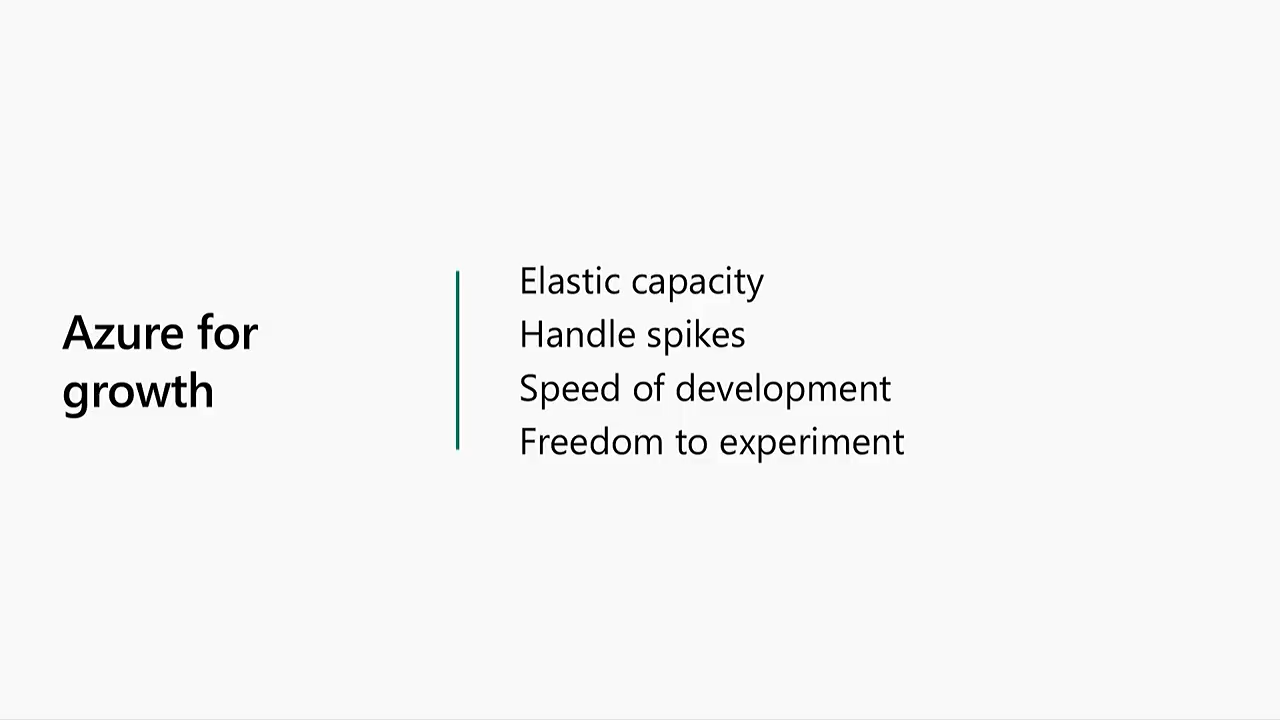 Azure for
growth
Elastic capacity
Handle spikes
Speed of development
Freedom to experiment